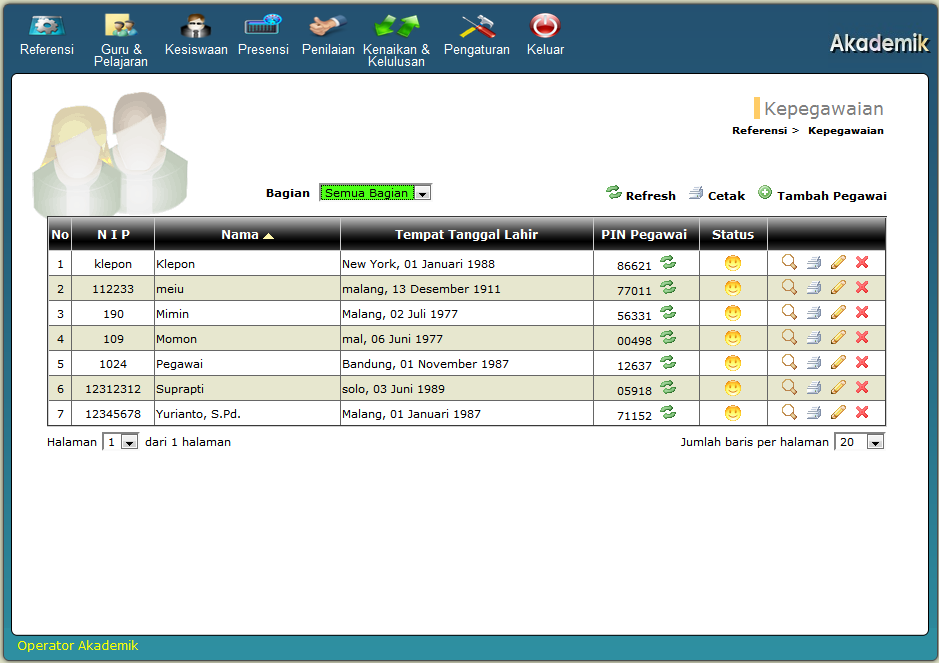 Referensi
Guru &
Pelajaran
Kesiswaan
Presensi
Penilaian
Kenaikan &
Kelulusan
Pengaturan
Keluar
Akademik
Kepegawaian
Referensi > Kepegawaian
Bagian Semua Bagian Refresh Cetak Tambah Pegawai
No N I P Nama Tempat Tanggal Lahir PIN Pegawai Status
1 klepon Klepon New York, 01 Januari 1988 86621
2 112233 meiu malang, 13 Desember 1911 77011
3 190 Mimin Malang, 02 Juli 1977 56331
4 109 Momon mal, 06 Juni 1977 00498
5 1024 Pegawai Bandung, 01 November 1987 12637
6 12312312 Suprapti solo, 03 Juni 1989 05918
7 12345678 Yurianto, S.Pd. Malang, 01 Januari 1987 71152
Halaman 1 dari 1 halaman Jumlah baris per halaman 20
Operator Akademik